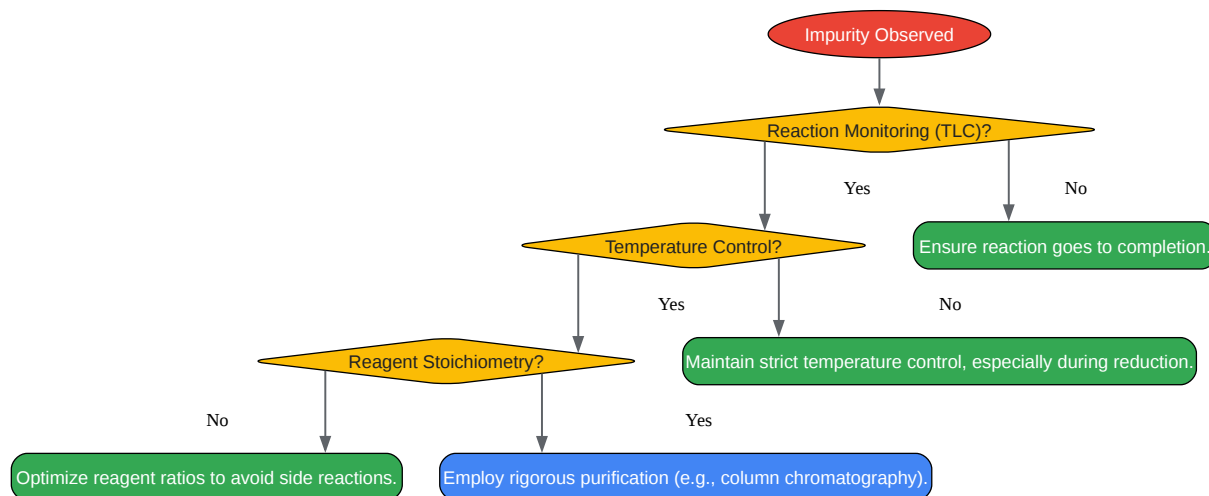 Impurity Observed
Reaction Monitoring (TLC)?
Yes
No
Temperature Control?
Ensure reaction goes to completion.
Yes
No
Reagent Stoichiometry?
Maintain strict temperature control, especially during reduction.
No
Yes
Optimize reagent ratios to avoid side reactions.
Employ rigorous purification (e.g., column chromatography).